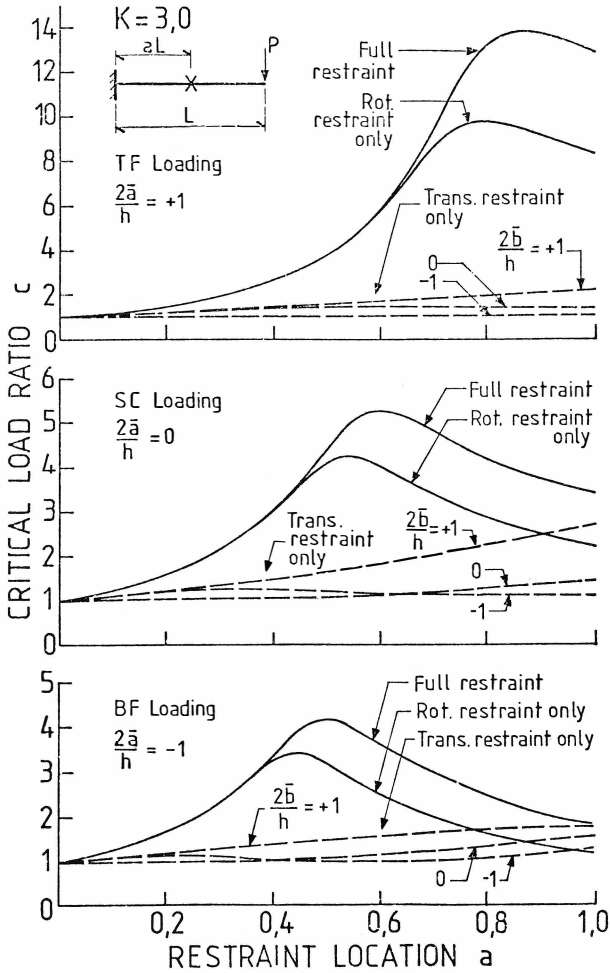 K=3,0
aL
P
L
TF Loading
2ā/h = +1
Full restraint
Rot. restraint only
Trans. restraint only
2b̄/h = +1
0
-1
14
12
10
8
6
4
2
0
SC Loading
2ā/h = 0
Full restraint
Rot. restraint only
Trans. restraint only
2b̄/h = +1
0
-1
6
5
4
3
2
1
0
BF Loading
2ā/h = -1
Full restraint
Rot. restraint only
Trans. restraint only
2b̄/h = +1
0
-1
5
4
3
2
1
0
0,2
0,4
0,6
0,8
1,0
CRITICAL LOAD RATIO c
RESTRAINT LOCATION a